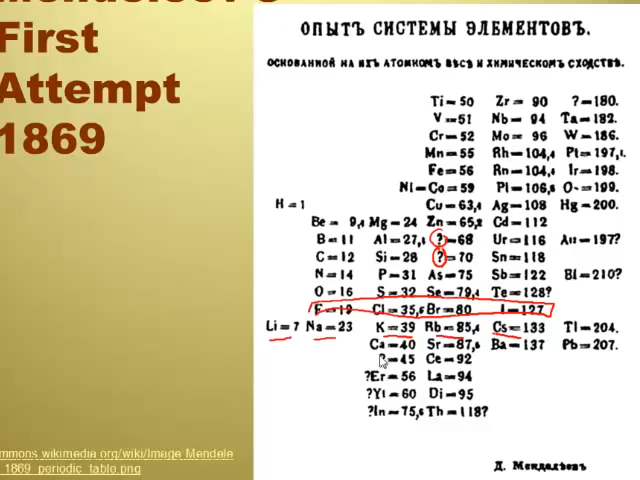 First
Attempt
1869
ОПЫТЪ СИСТЕМЫ ЭЛЕМЕНТОВЪ.
ОСНОВАННОЙ НА ИХЪ АТОМНОМЪ ВѢСѢ И ХИМИЧЕСКОМЪ СХОДСТВѢ.
Ti = 50 Zr = 90 ? = 180.
V = 51 Nb = 94 Ta = 182.
Cr = 52 Mo = 96 W = 186.
Mn = 55 Rh = 104,4 Pt = 197,1.
Fe = 56 Rn = 104,4 Ir = 198.
Ni = Co = 59 Pl = 106,6 O- = 199.
H = 1 Cu = 63,4 Ag = 108 Hg = 200.
Be = 9,4 Mg = 24 Zn = 65,2 Cd = 112
B = 11 Al = 27,1 ? = 68 Ur = 116 Au = 197?
C = 12 Si = 28 ? = 70 Sn = 118
N = 14 P = 31 As = 75 Sb = 122 Bl = 210?
O = 16 S = 32 Se = 79,4 Te = 128?
F = 19 Cl = 35,5 Br = 80 I = 127
Li = 7 Na = 23 K = 39 Rb = 85,4 Cs = 133 Tl = 204.
Ca = 40 Sr = 87,6 Ba = 137 Pb = 207.
? = 45 Ce = 92
?Er = 56 La = 94
?Yt = 60 Di = 95
?In = 75,6 Th = 118?
Д. Менделѣевъ
mmons.wikimedia.org/wiki/Image:Mendele
1869_periodic_table.png